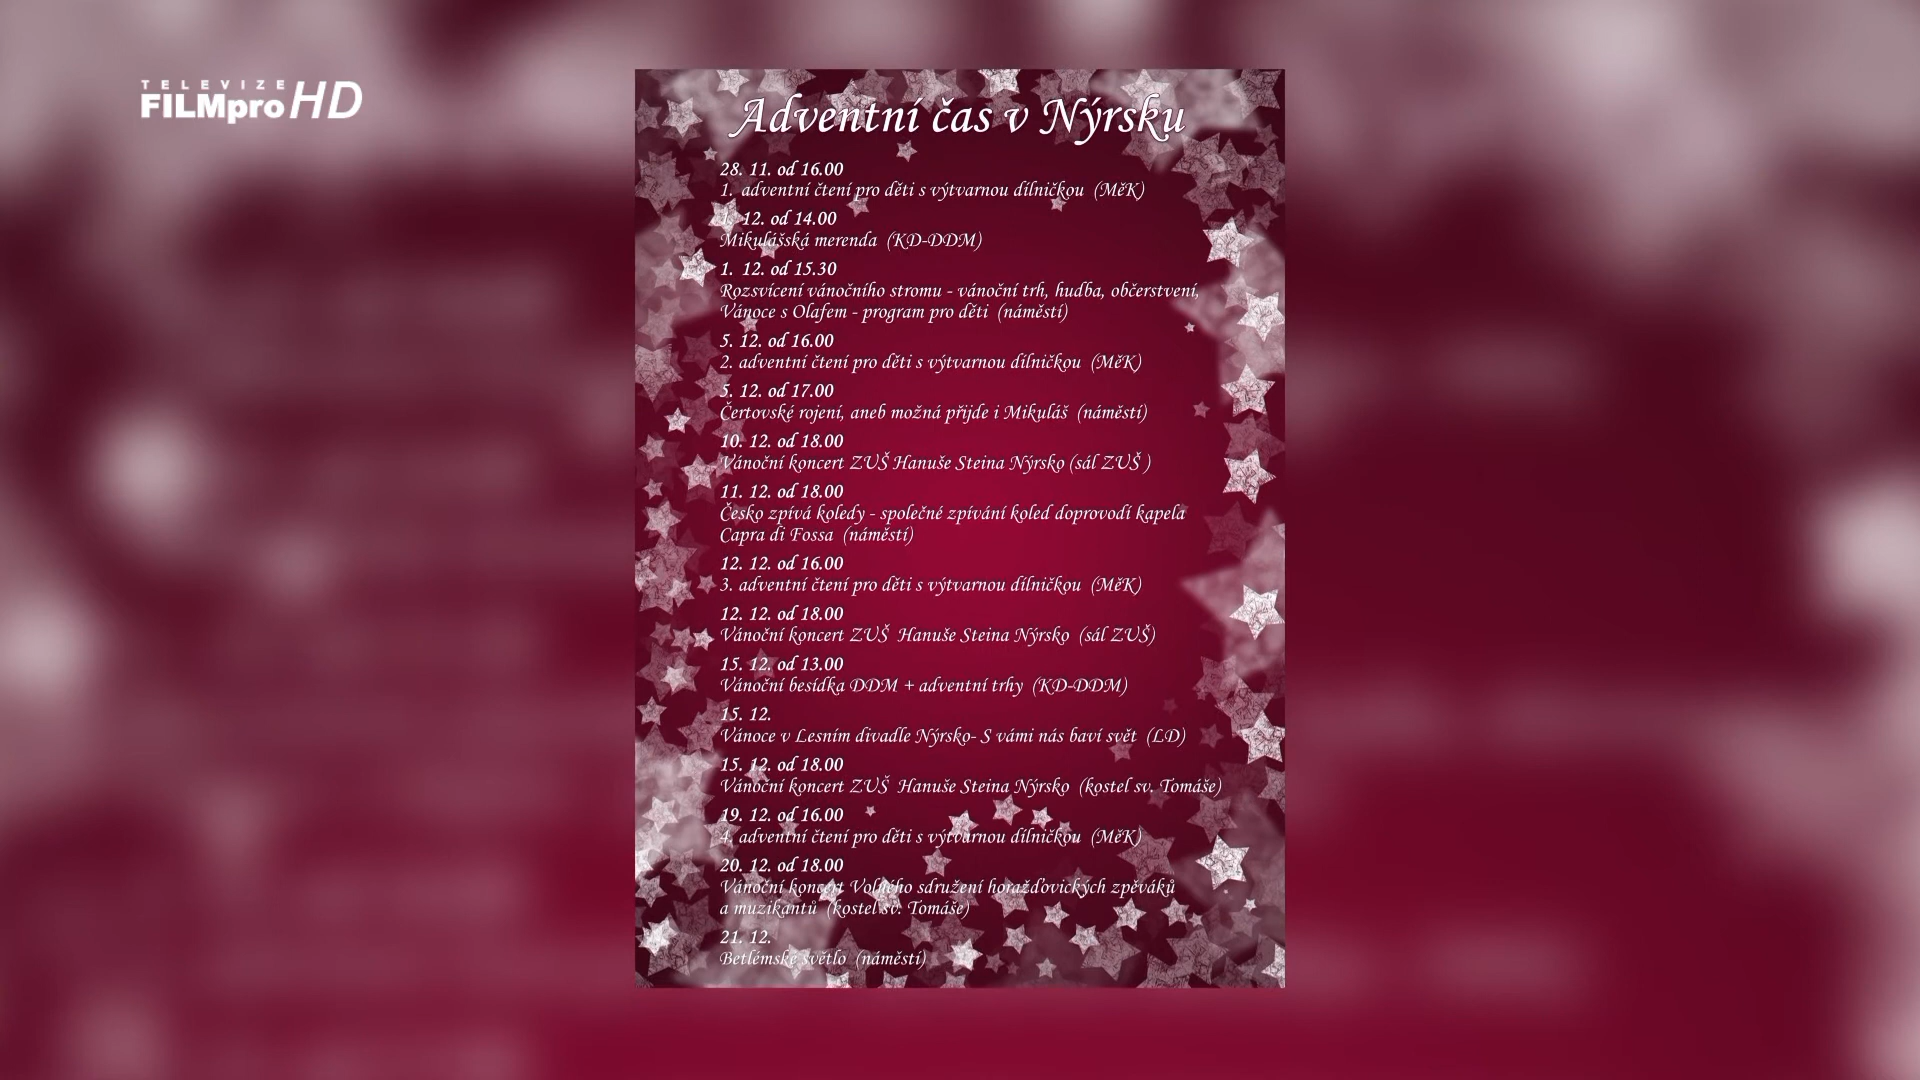 TELEVIZE
FILMpro HD
Adventní čas v Nýrsku
28. 11. od 16.00
1. adventní čtení pro děti s výtvarnou dílničkou (MěK)
1. 12. od 14.00
Mikulášská merenda (KD-DDM)
1. 12. od 15.30
Rozsvícení vánočního stromu - vánoční trh, hudba, občerstvení,
Vánoce s Olafem - program pro děti (náměstí)
5. 12. od 16.00
2. adventní čtení pro děti s výtvarnou dílničkou (MěK)
5. 12. od 17.00
Čertovské rojení, aneb možná přijde i Mikuláš (náměstí)
10. 12. od 18.00
Vánoční koncert ZUŠ Hanuše Steina Nýrsko (sál ZUŠ )
11. 12. od 18.00
Česko zpívá koledy - společné zpívání koled doprovodí kapela
Capra di Fossa (náměstí)
12. 12. od 16.00
3. adventní čtení pro děti s výtvarnou dílničkou (MěK)
12. 12. od 18.00
Vánoční koncert ZUŠ Hanuše Steina Nýrsko (sál ZUŠ)
15. 12. od 13.00
Vánoční besídka DDM + adventní trhy (KD-DDM)
15. 12.
Vánoce v Lesním divadle Nýrsko- S vámi nás baví svět (LD)
15. 12. od 18.00
Vánoční koncert ZUŠ Hanuše Steina Nýrsko (kostel sv. Tomáše)
19. 12. od 16.00
4. adventní čtení pro děti s výtvarnou dílničkou (MěK)
20. 12. od 18.00
Vánoční koncert Volného sdružení horažďovických zpěváků
a muzikantů (kostel sv. Tomáše)
21. 12.
Betlémské světlo (náměstí)